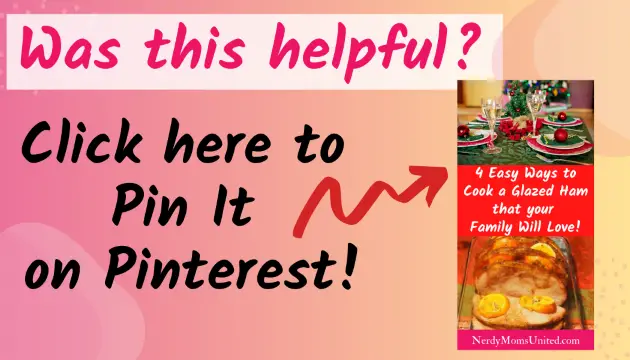 Was this helpful?
Click here to
Pin It
on Pinterest!
4 Easy Ways to
Cook a Glazed Ham
that your
Family Will Love!
NerdyMomsUnited.com